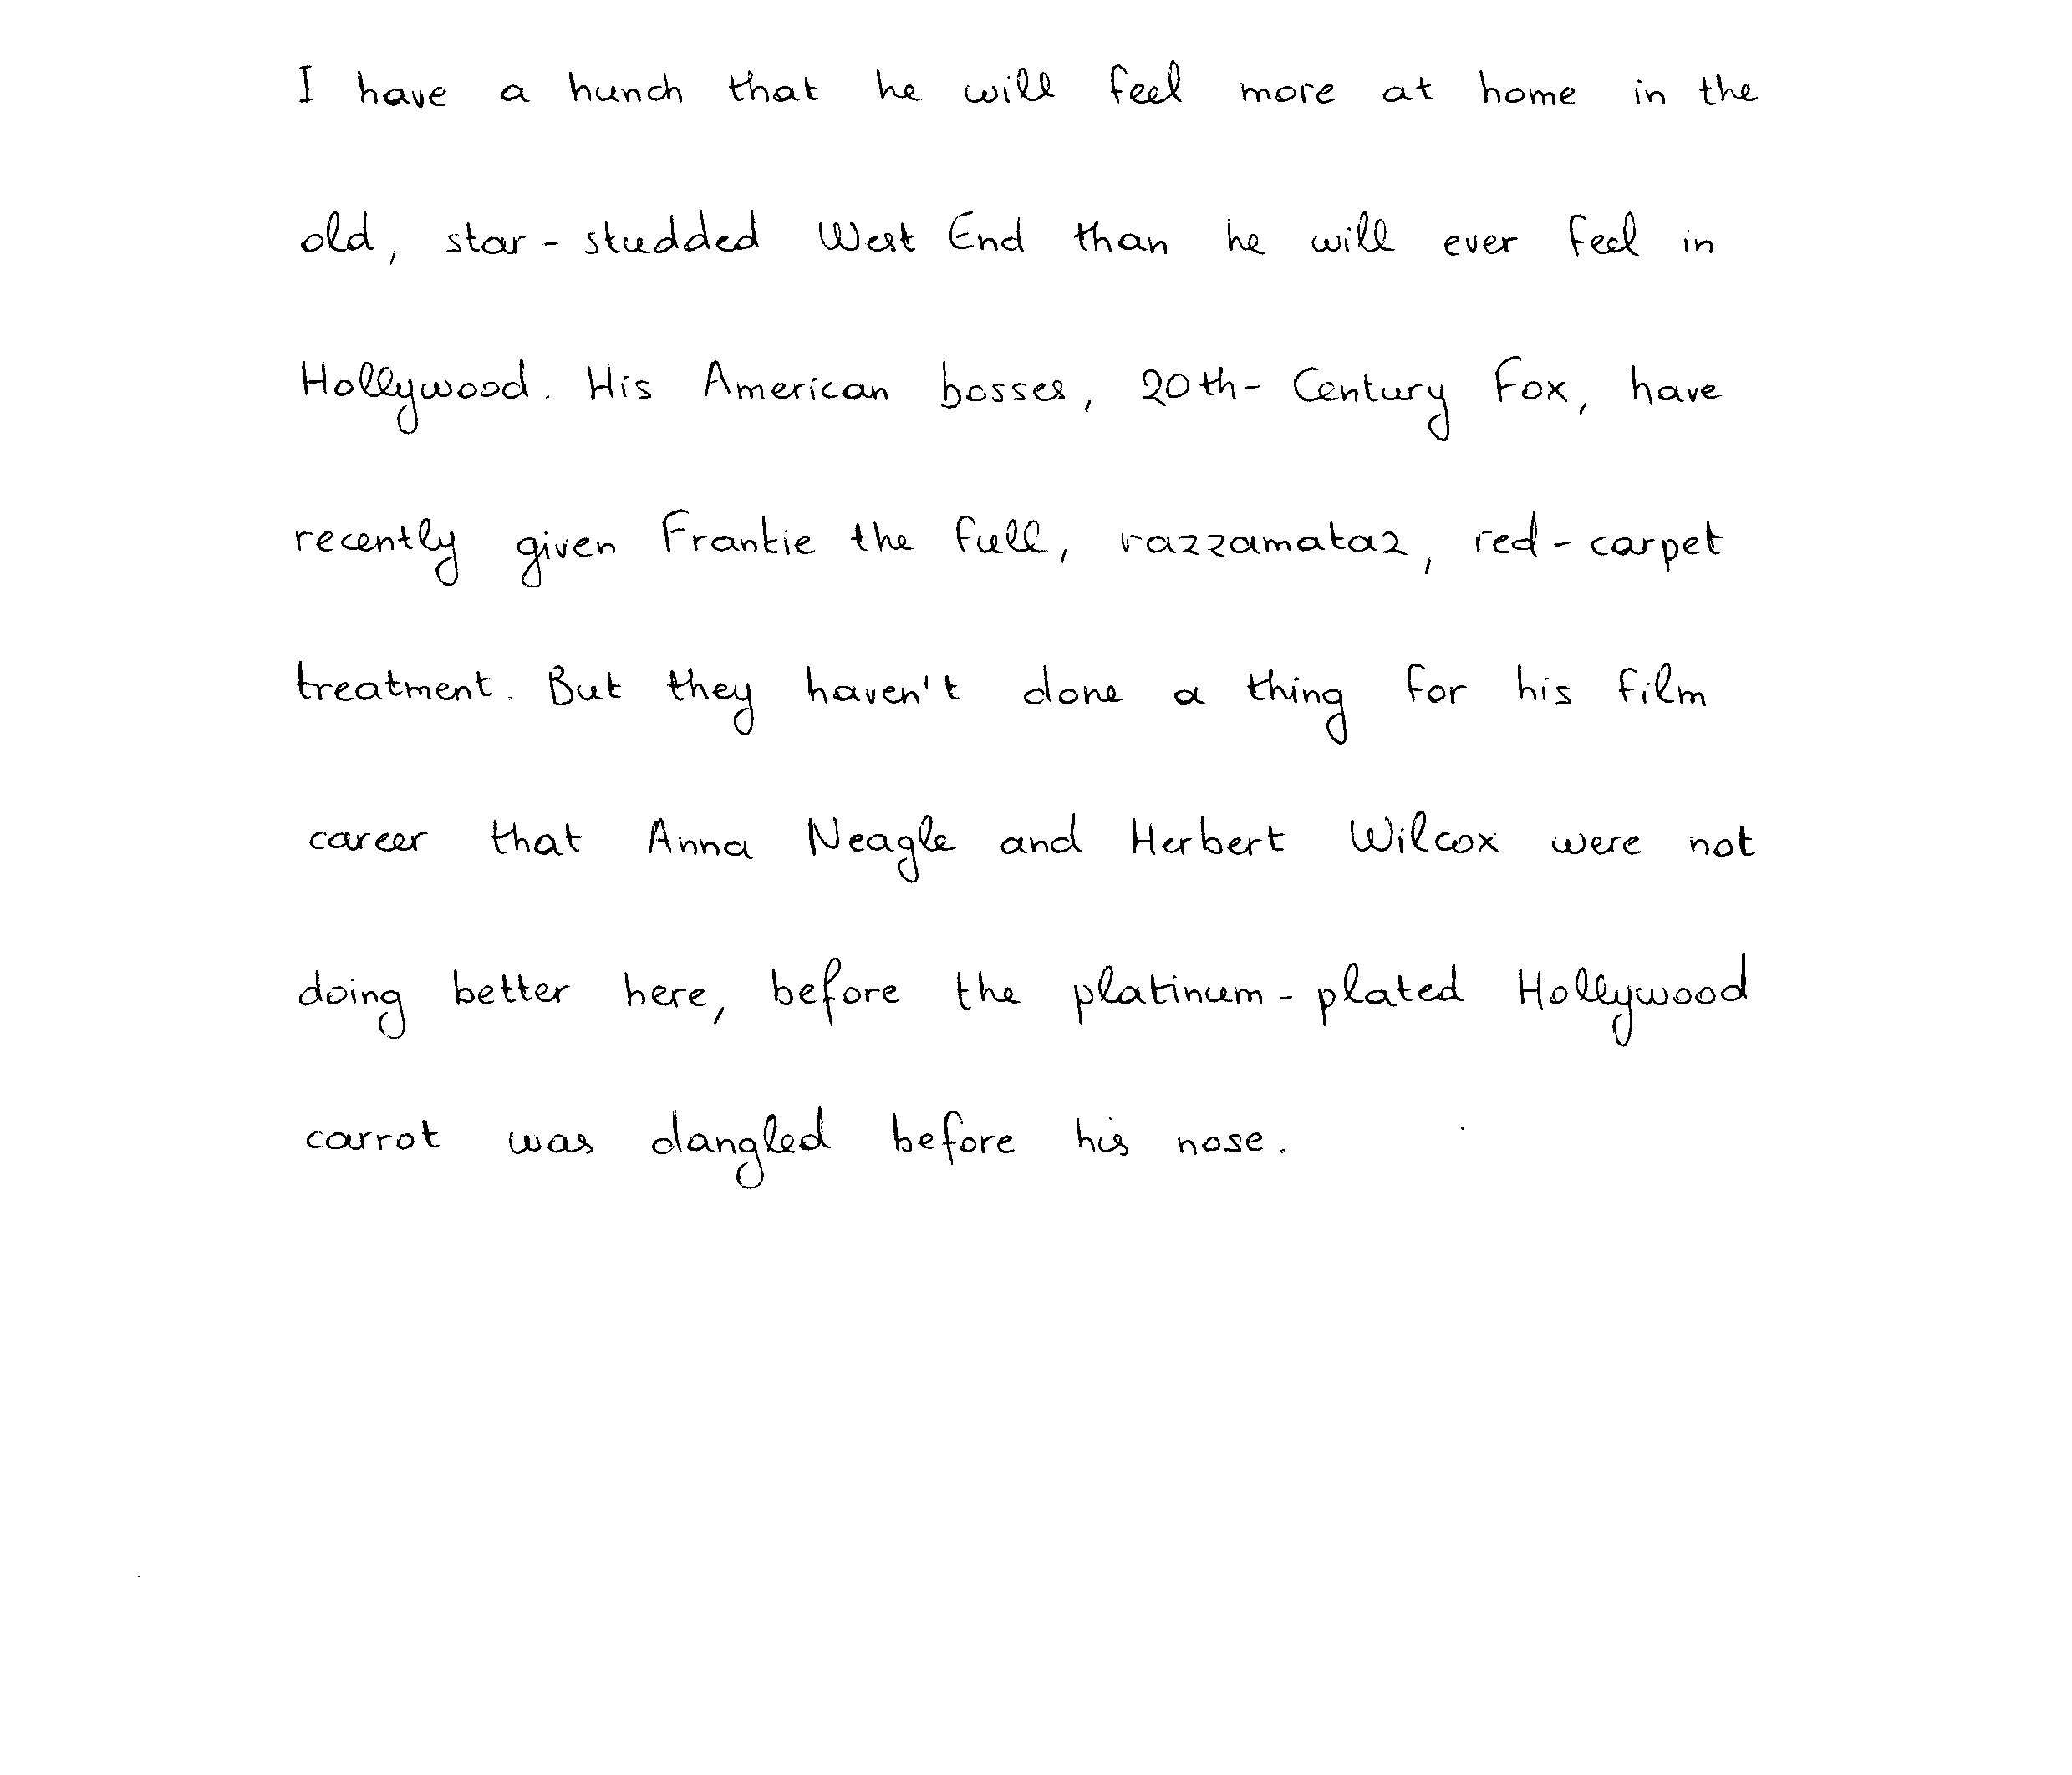 I have a hunch that he will feel more at home in the
old, star-studded West End than he will ever feel in
Hollywood. His American bosses, 20th-Century Fox, have
recently given Frankie the full, razzamataz, red-carpet
treatment. But they haven't done a thing for his film
career that Anna Neagle and Herbert Wilcox were not
doing better here, before the platinum-plated Hollywood
carrot was dangled before his nose.